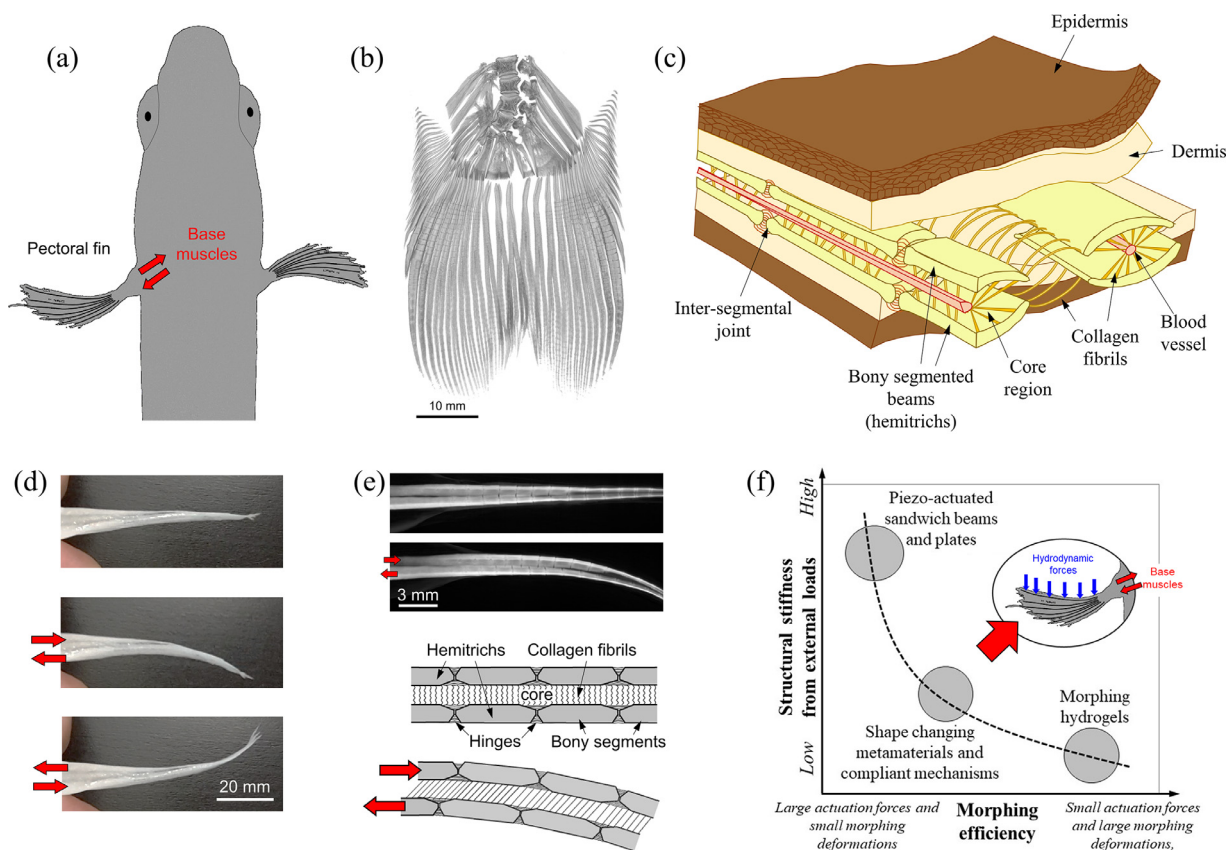 (a)
Pectoral fin
Base
muscles
(b)
10 mm
(c)
Epidermis
Dermis
Inter-segmental
joint
Bony segmented
beams
(hemitrichs)
Core
region
Collagen
fibrils
Blood
vessel
(d)
20 mm
(e)
3 mm
Hemitrichs
Collagen fibrils
core
Hinges
Bony segments
(f)
High
Structural stiffness
from external loads
Low
Piezo-actuated
sandwich beams
and plates
Hydrodynamic
forces
Base
muscles
Shape changing
metamaterials and
compliant mechanisms
Morphing
hydrogels
Large actuation forces and
small morphing
deformations
Morphing
efficiency
Small actuation forces
and large morphing
deformations,